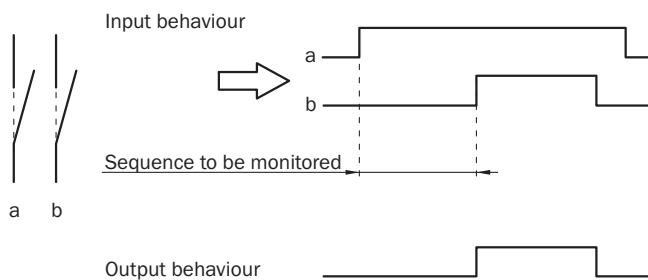 Input behaviour
a
b
Sequence to be monitored
a b
Output behaviour